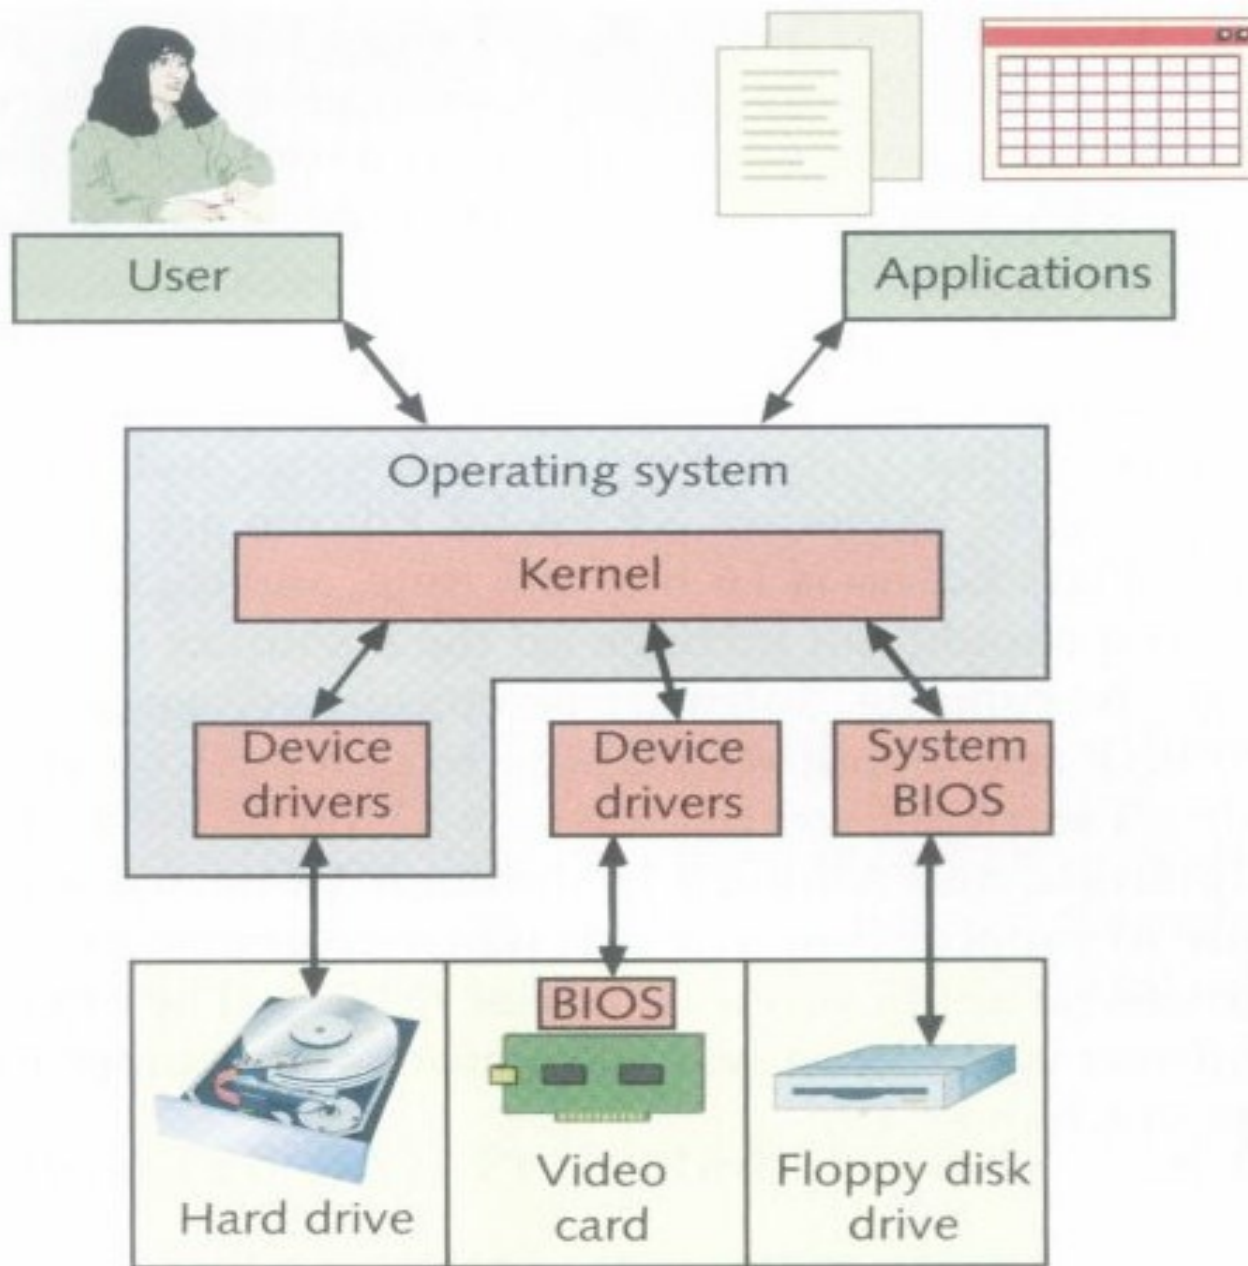 User
Applications
Operating system
Kernel
Device
drivers
Device
drivers
System
BIOS
BIOS
Hard drive
Video
card
Floppy disk
drive